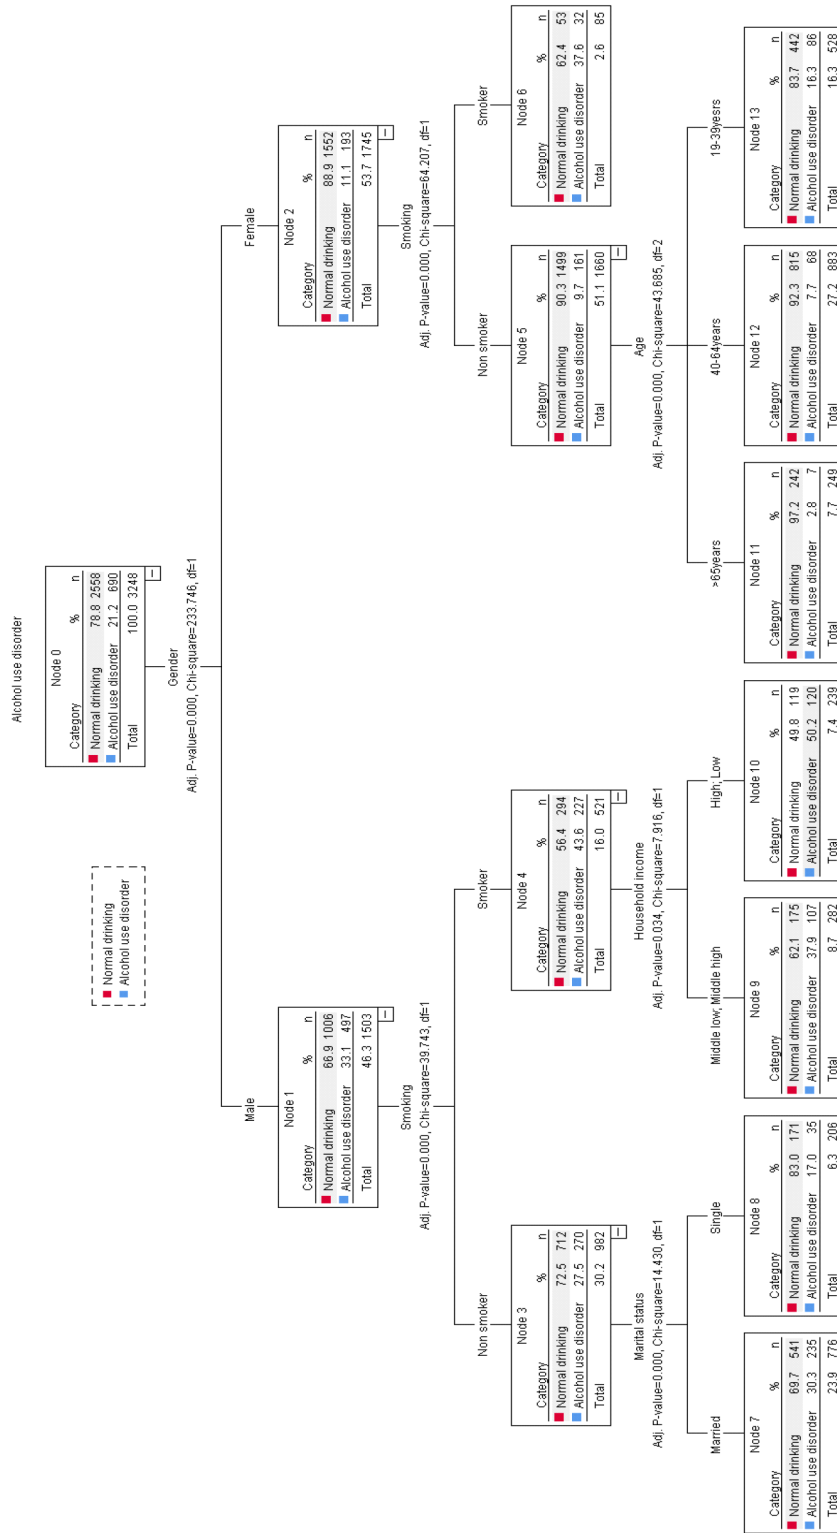 Alcohol use disorder
Normal drinking
Alcohol use disorder
Node 0
Category % n
Normal drinking 78.8 2558
Alcohol use disorder 21.2 690
Total 100.0 3248
Gender
Adj. P-value=0.000, Chi-square=233.746, df=1
Male
Female
Node 1
Category % n
Normal drinking 66.9 1006
Alcohol use disorder 33.1 497
Total 46.3 1503
Node 2
Category % n
Normal drinking 88.9 1552
Alcohol use disorder 11.1 193
Total 53.7 1745
Smoking
Adj. P-value=0.000, Chi-square=39.743, df=1
Smoking
Adj. P-value=0.000, Chi-square=64.207, df=1
Non smoker
Smoker
Non smoker
Smoker
Node 3
Category % n
Normal drinking 72.5 712
Alcohol use disorder 27.5 270
Total 30.2 982
Node 4
Category % n
Normal drinking 56.4 294
Alcohol use disorder 43.6 227
Total 16.0 521
Node 5
Category % n
Normal drinking 90.3 1499
Alcohol use disorder 9.7 161
Total 51.1 1660
Node 6
Category % n
Normal drinking 62.4 53
Alcohol use disorder 37.6 32
Total 2.6 85
Marital status
Adj. P-value=0.000, Chi-square=14.430, df=1
Household income
Adj. P-value=0.034, Chi-square=7.916, df=1
Age
Adj. P-value=0.000, Chi-square=43.685, df=2
Married
Single
Middle low; Middle high
High; Low
>65years
40-64years
19-39yesrs
Node 7
Category % n
Normal drinking 69.7 541
Alcohol use disorder 30.3 235
Total 23.9 776
Node 8
Category % n
Normal drinking 83.0 171
Alcohol use disorder 17.0 35
Total 6.3 206
Node 9
Category % n
Normal drinking 62.1 175
Alcohol use disorder 37.9 107
Total 8.7 282
Node 10
Category % n
Normal drinking 49.8 119
Alcohol use disorder 50.2 120
Total 7.4 239
Node 11
Category % n
Normal drinking 97.2 242
Alcohol use disorder 2.8 7
Total 7.7 249
Node 12
Category % n
Normal drinking 92.3 815
Alcohol use disorder 7.7 68
Total 27.2 883
Node 13
Category % n
Normal drinking 83.7 442
Alcohol use disorder 16.3 86
Total 16.3 528